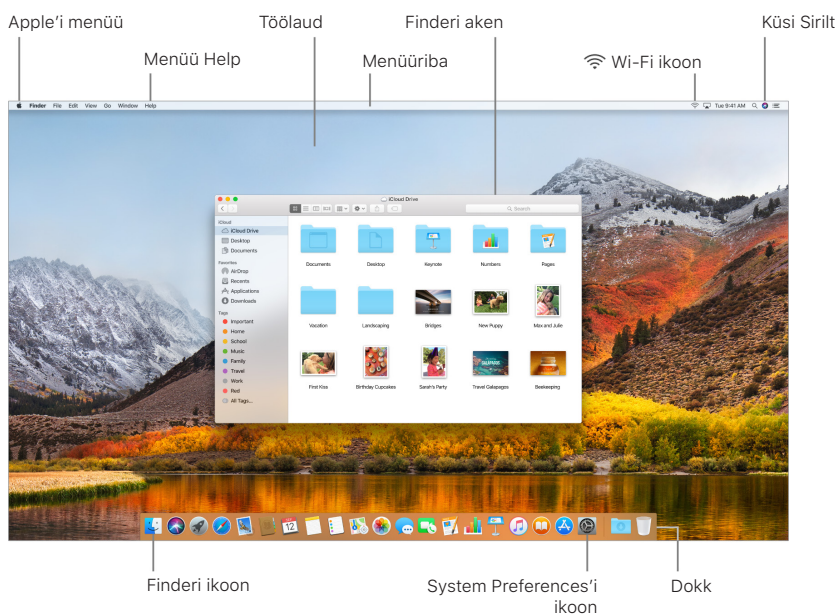 Apple’i menüü
Töölaud
Finderi aken
Küsi Sirilt
Menüü Help
Menüüriba
Wi-Fi ikoon
Finder File Edit View Go Window Help
Tue 9:41 AM
iCloud Drive
Search
iCloud
iCloud Drive
Desktop
Documents
Favorites
AirDrop
Recents
Applications
Downloads
Tags
Important
Home
School
Music
Family
Travel
Work
Red
All Tags...
Documents
Desktop
Keynote
Numbers
Pages
Vacation
Landscaping
Bridges
New Puppy
Max and Julie
First Kiss
Birthday Cupcakes
Sarah's Party
Travel Galapagos
Beekeeping
12
Finderi ikoon
System Preferences’i
ikoon
Dokk